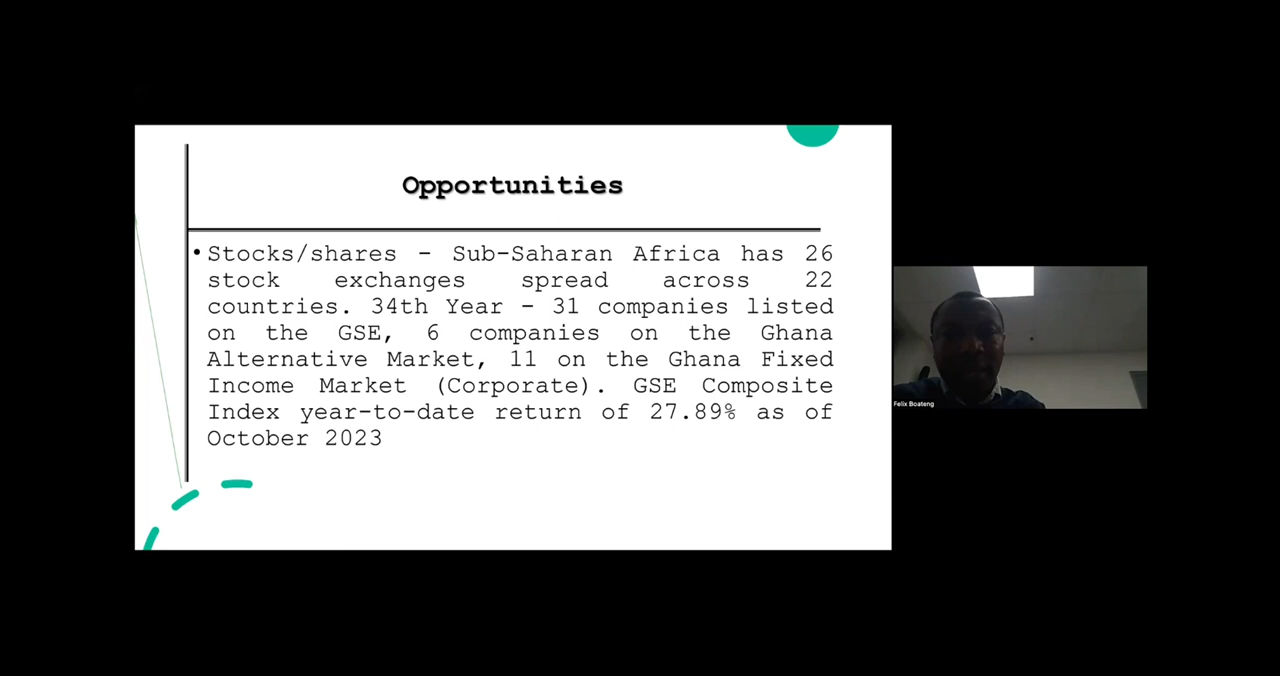 Opportunities
•Stocks/shares - Sub-Saharan Africa has 26
stock exchanges spread across 22
countries. 34th Year - 31 companies listed
on the GSE, 6 companies on the Ghana
Alternative Market, 11 on the Ghana Fixed
Income Market (Corporate). GSE Composite
Index year-to-date return of 27.89% as of
October 2023
Felix Boateng